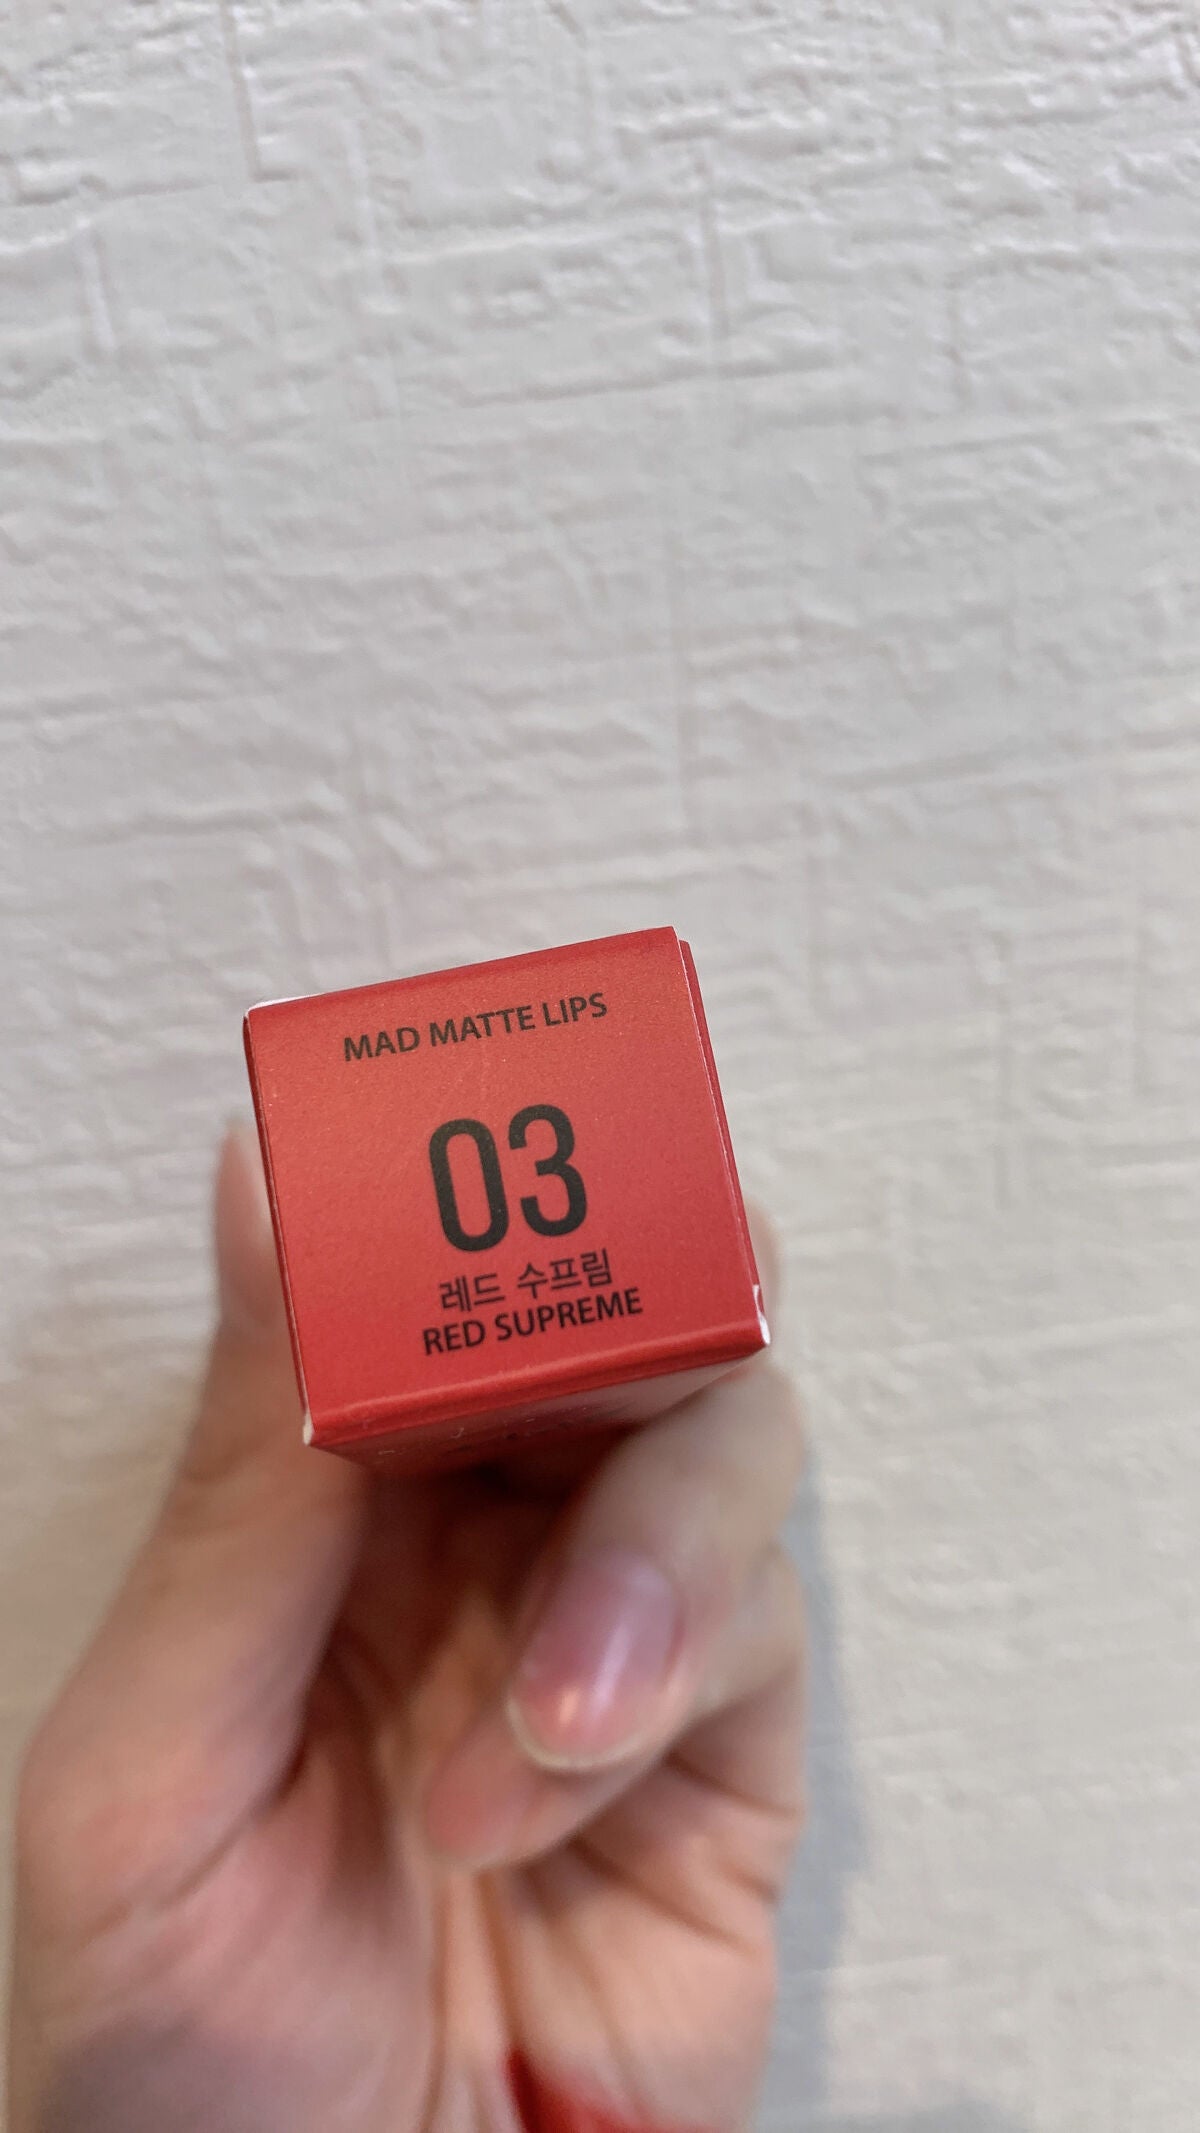 MAD MATTE LIPS
03
레드 수프림
RED SUPREME